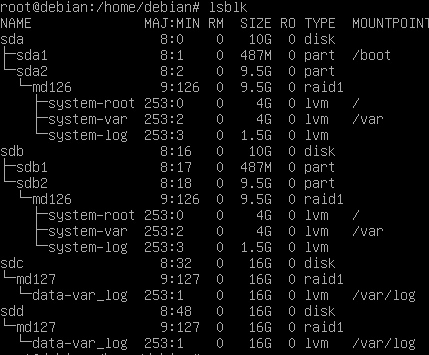 root@debian:/home/debian# lsblk
NAME MAJ:MIN RM SIZE RO TYPE MOUNTPOINT
sda 8:0 0 10G 0 disk
├─sda1 8:1 0 487M 0 part /boot
└─sda2 8:2 0 9.5G 0 part
└─md126 9:126 0 9.5G 0 raid1
├─system-root 253:0 0 4G 0 lvm /
├─system-var 253:2 0 4G 0 lvm /var
└─system-log 253:3 0 1.5G 0 lvm
sdb 8:16 0 10G 0 disk
├─sdb1 8:17 0 487M 0 part
└─sdb2 8:18 0 9.5G 0 part
└─md126 9:126 0 9.5G 0 raid1
├─system-root 253:0 0 4G 0 lvm /
├─system-var 253:2 0 4G 0 lvm /var
└─system-log 253:3 0 1.5G 0 lvm
sdc 8:32 0 16G 0 disk
└─md127 9:127 0 16G 0 raid1
└─data-var_log 253:1 0 16G 0 lvm /var/log
sdd 8:48 0 16G 0 disk
└─md127 9:127 0 16G 0 raid1
└─data-var_log 253:1 0 16G 0 lvm /var/log